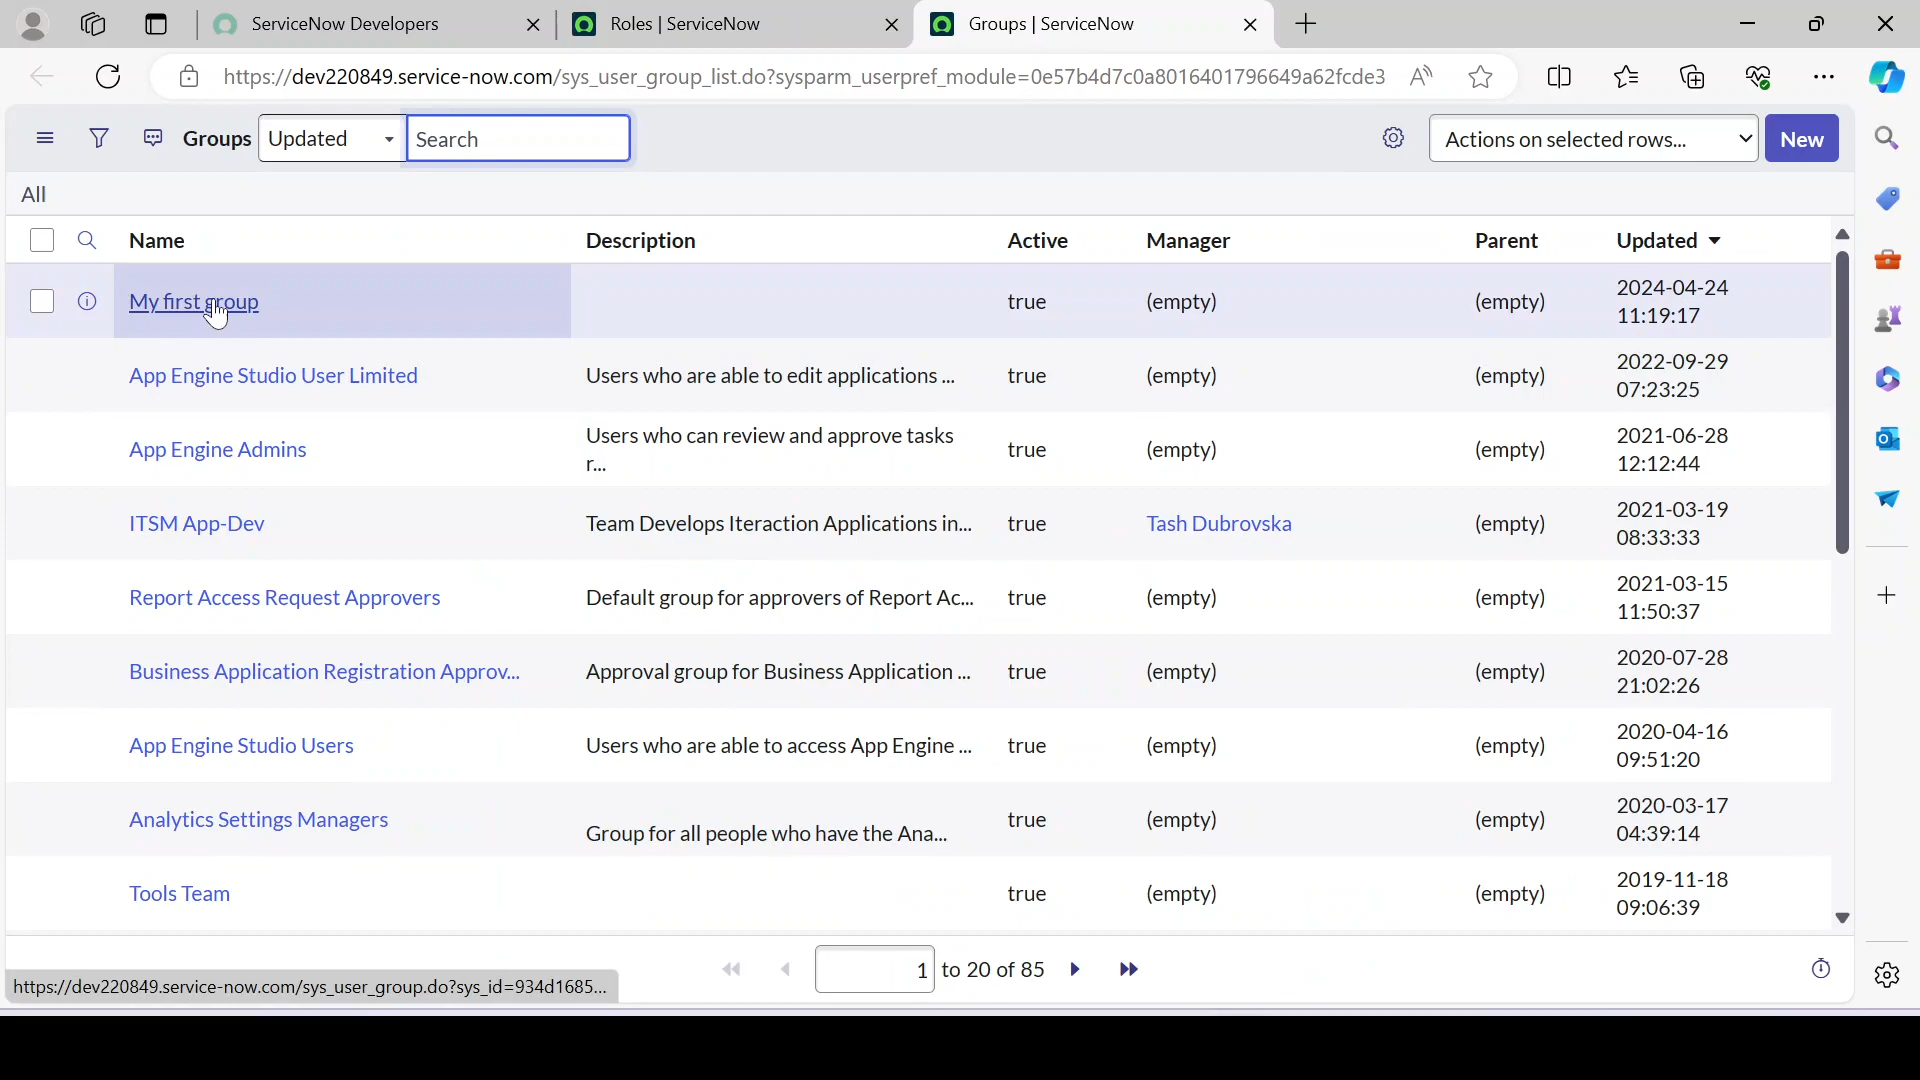 ServiceNow Developers
Roles | ServiceNow
Groups | ServiceNow
https://dev220849.service-now.com/sys_user_group_list.do?sysparm_userpref_module=0e57b4d7c0a8016401796649a62fcde3
Groups Updated Search Actions on selected rows... New
All
Name Description Active Manager Parent Updated
My first group true (empty) (empty) 2024-04-24
11:19:17
App Engine Studio User Limited Users who are able to edit applications ... true (empty) (empty) 2022-09-29
07:23:25
App Engine Admins Users who can review and approve tasks
r... true (empty) (empty) 2021-06-28
12:12:44
ITSM App-Dev Team Develops Iteraction Applications in... true Tash Dubrovska (empty) 2021-03-19
08:33:33
Report Access Request Approvers Default group for approvers of Report Ac... true (empty) (empty) 2021-03-15
11:50:37
Business Application Registration Approv... Approval group for Business Application ... true (empty) (empty) 2020-07-28
21:02:26
App Engine Studio Users Users who are able to access App Engine ... true (empty) (empty) 2020-04-16
09:51:20
Analytics Settings Managers Group for all people who have the Ana... true (empty) (empty) 2020-03-17
04:39:14
Tools Team true (empty) (empty) 2019-11-18
09:06:39
1 to 20 of 85
https://dev220849.service-now.com/sys_user_group.do?sys_id=934d1685...